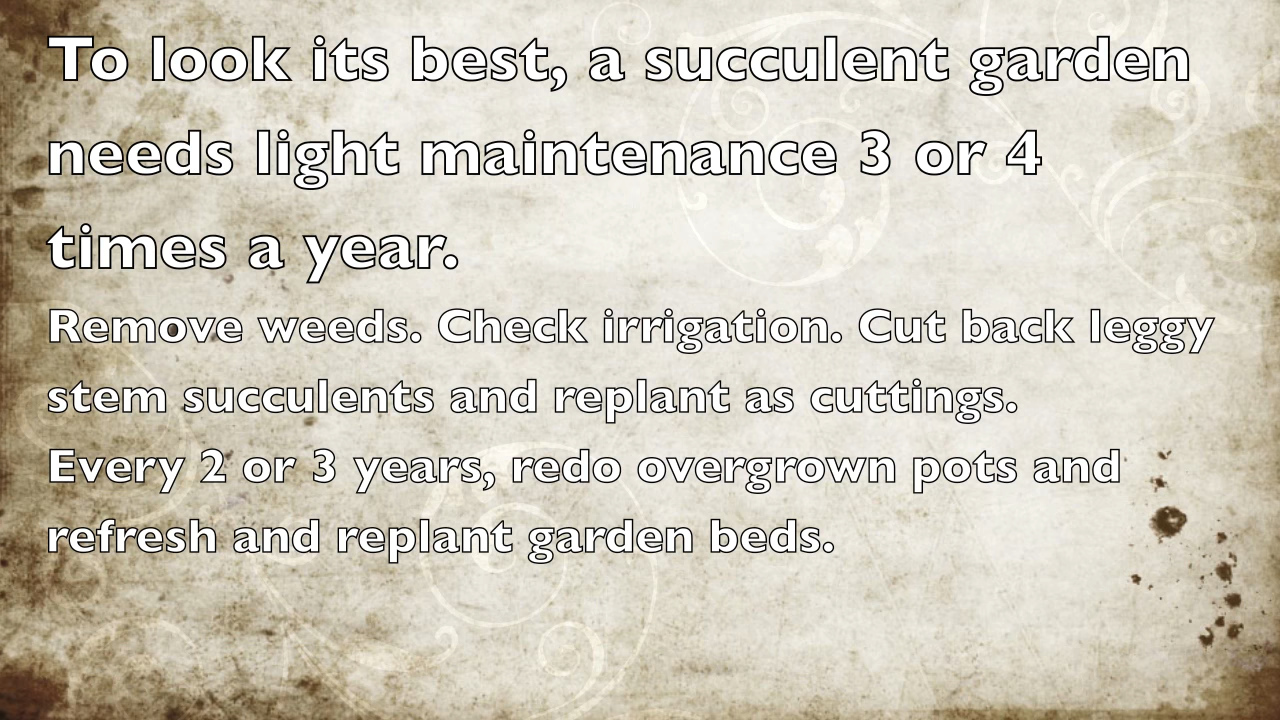 To look its best, a succulent garden
needs light maintenance 3 or 4
times a year.
Remove weeds. Check irrigation. Cut back leggy
stem succulents and replant as cuttings.
Every 2 or 3 years, redo overgrown pots and
refresh and replant garden beds.